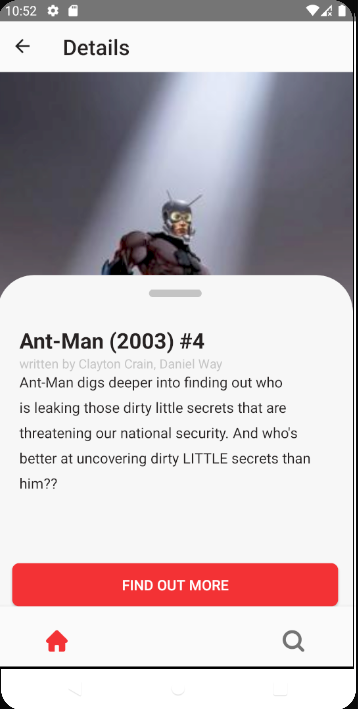 10:52
Details
Ant-Man (2003) #4
written by Clayton Crain, Daniel Way
Ant-Man digs deeper into finding out who
is leaking those dirty little secrets that are
threatening our national security. And who's
better at uncovering dirty LITTLE secrets than
him??
FIND OUT MORE